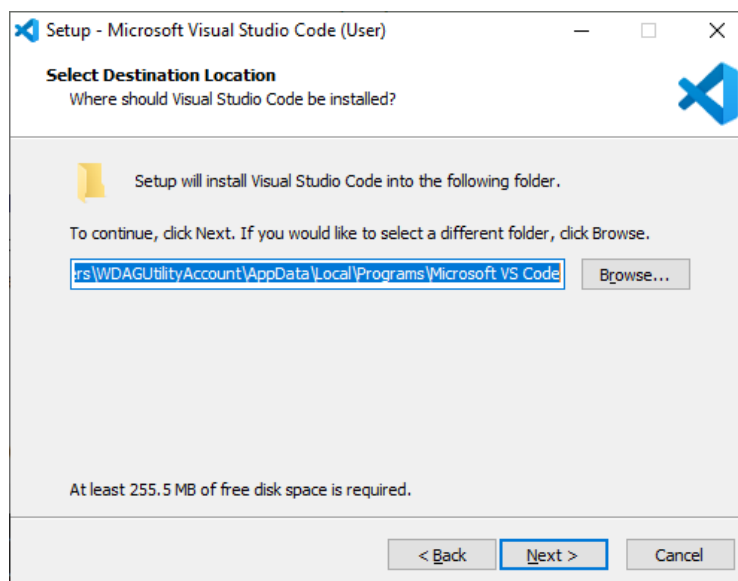 Setup - Microsoft Visual Studio Code (User)
Select Destination Location
Where should Visual Studio Code be installed?
Setup will install Visual Studio Code into the following folder.
To continue, click Next. If you would like to select a different folder, click Browse.
rs\WDAGUtilityAccount\AppData\Local\Programs\Microsoft VS Code
Browse...
At least 255.5 MB of free disk space is required.
< Back
Next >
Cancel